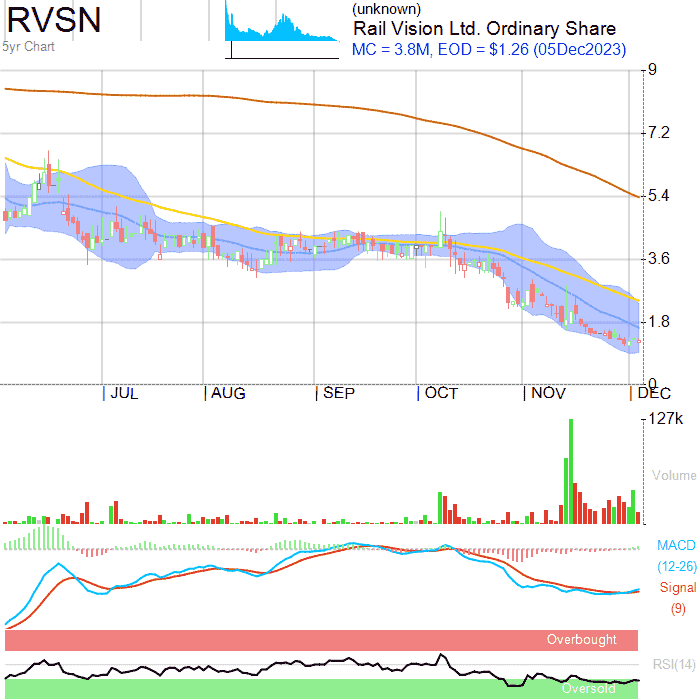 RVSN
5yr Chart
(unknown)
Rail Vision Ltd. Ordinary Share
MC = 3.8M, EOD = $1.26 (05Dec2023)
9
7.2
5.4
3.6
1.8
0
JUL AUG SEP OCT NOV DEC
127k
Volume
MACD
(12-26)
Signal
(9)
Overbought
RSI(14)
Oversold